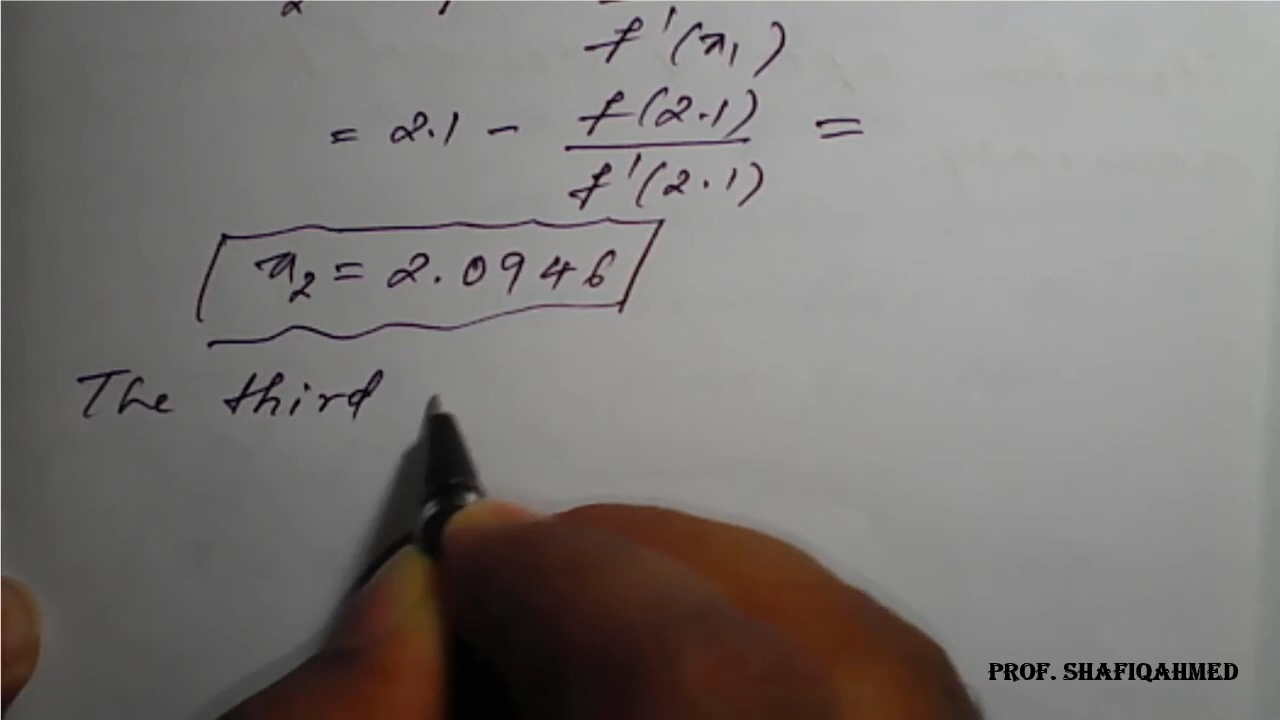 f'(x₁)
= 2.1 - f(2.1) / f'(2.1) =
x₂ = 2.0946
The third
PROF. SHAFIQAHMED